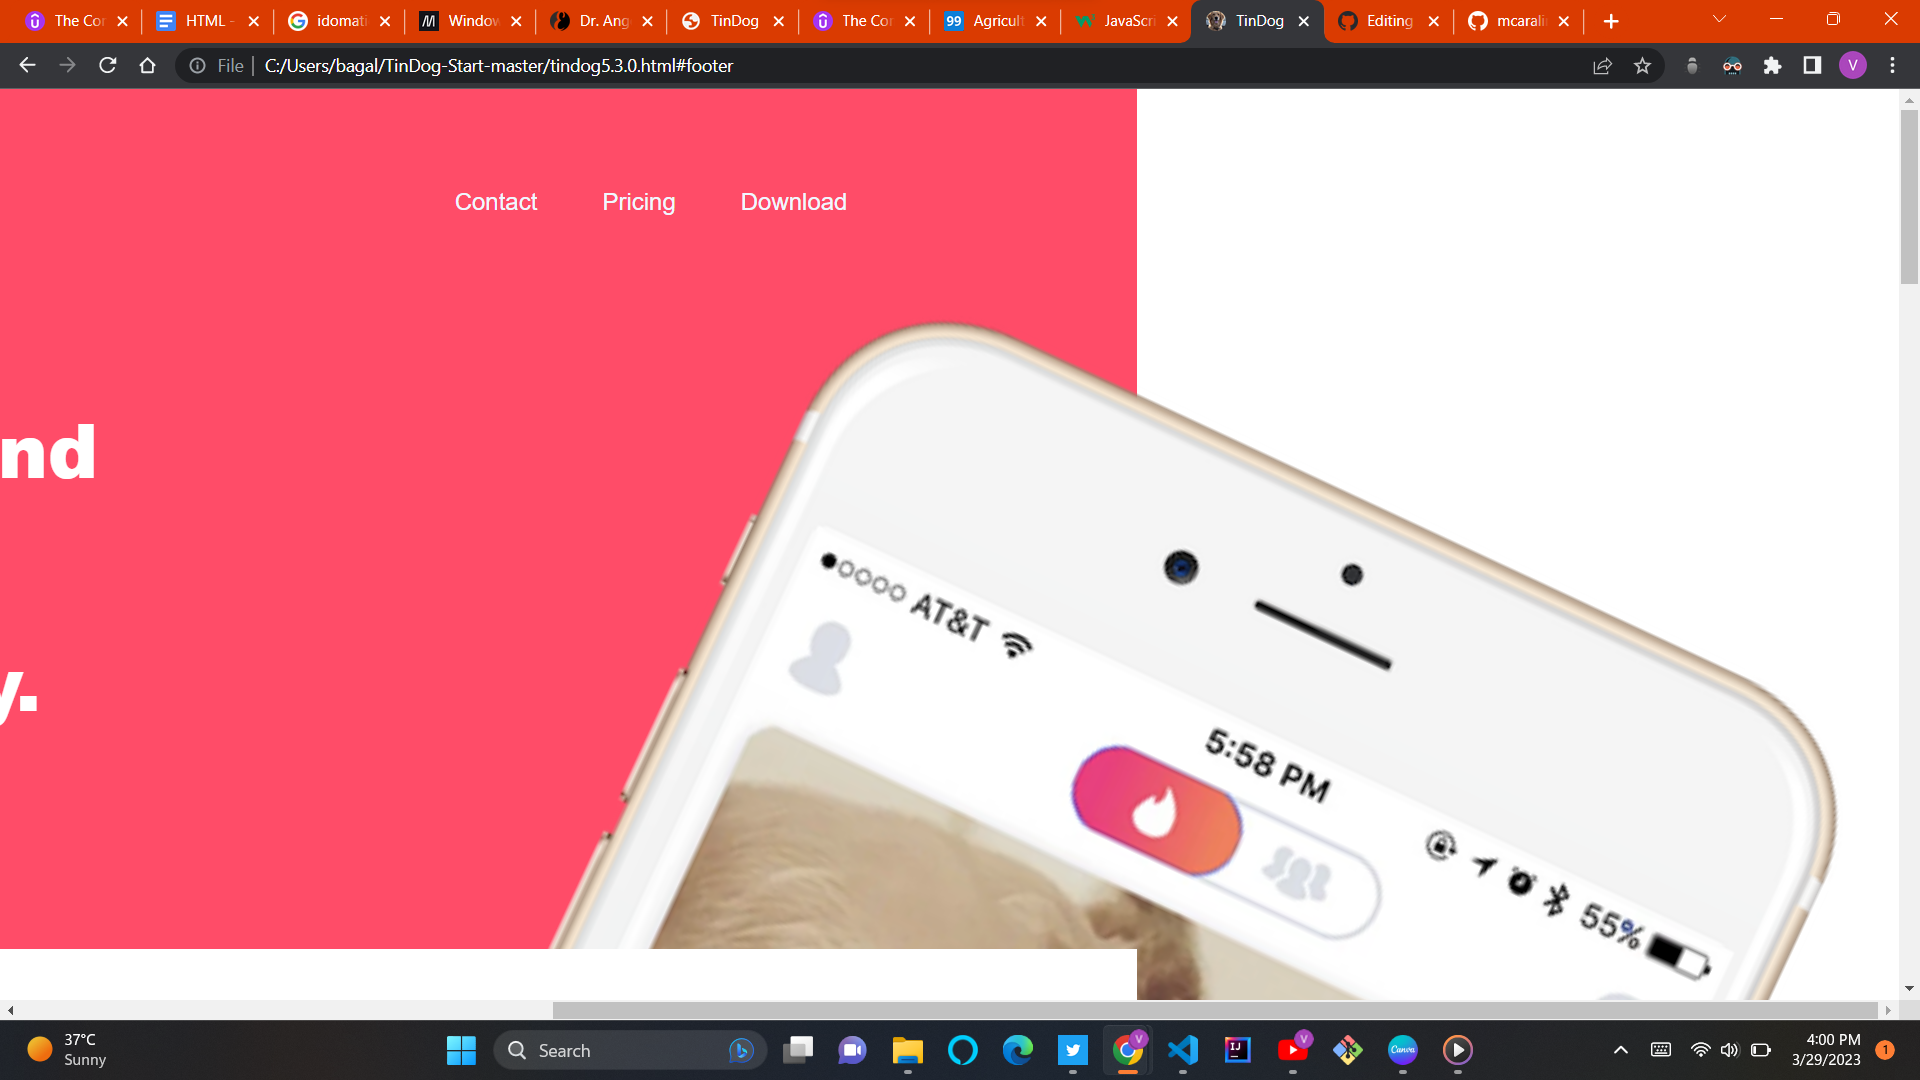 The Cor
HTML -
idomati
Window
Dr. Ang
TinDog
The Cor
99 Agricult
JavaScri
TinDog
Editing
mcarali
File
C:/Users/bagal/TinDog-Start-master/tindog5.3.0.html#footer
V
Contact Pricing Download
nd
y.
AT&T
5:58 PM
55%
37°C
Sunny
Search
V
IJ
V
Canva
4:00 PM
3/29/2023
1